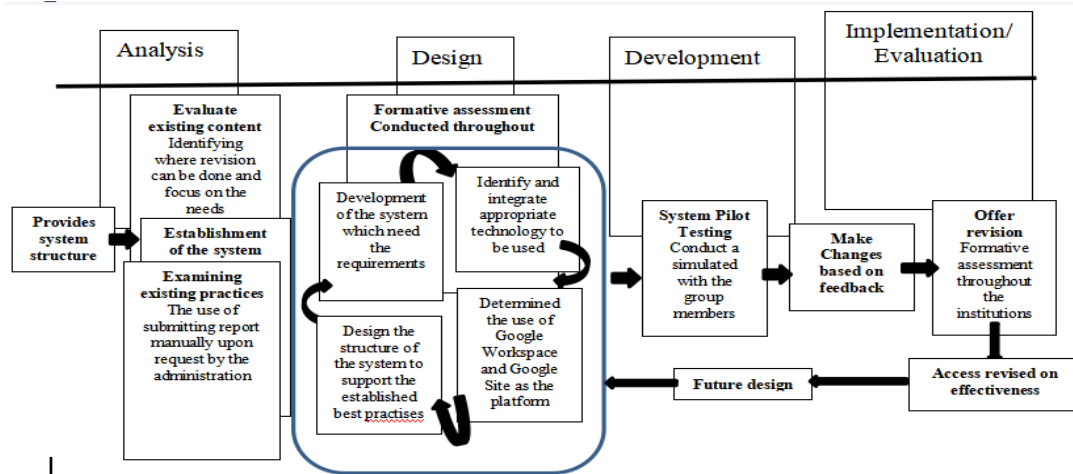 Analysis
Design
Development
Implementation/
Evaluation
Evaluate
existing content
Identifying
where revision
can be done and
focus on the
needs
Provides
system
structure
Establishment
of the system
Examining
existing practices
The use of
submitting report
manually upon
request by the
administration
Formative assessment
Conducted throughout
Development
of the system
which need
the
requirements
Identify and
integrate
appropriate
technology to
be used
Design the
structure of
the system to
support the
established
best practises
Determined
the use of
Google
Workspace
and Google
Site as the
platform
System Pilot
Testing
Conduct a
simulated
with the
group
members
Make
Changes
based on
feedback
Offer
revision
Formative
assessment
throughout
the
institutions
Access revised on
effectiveness
Future design